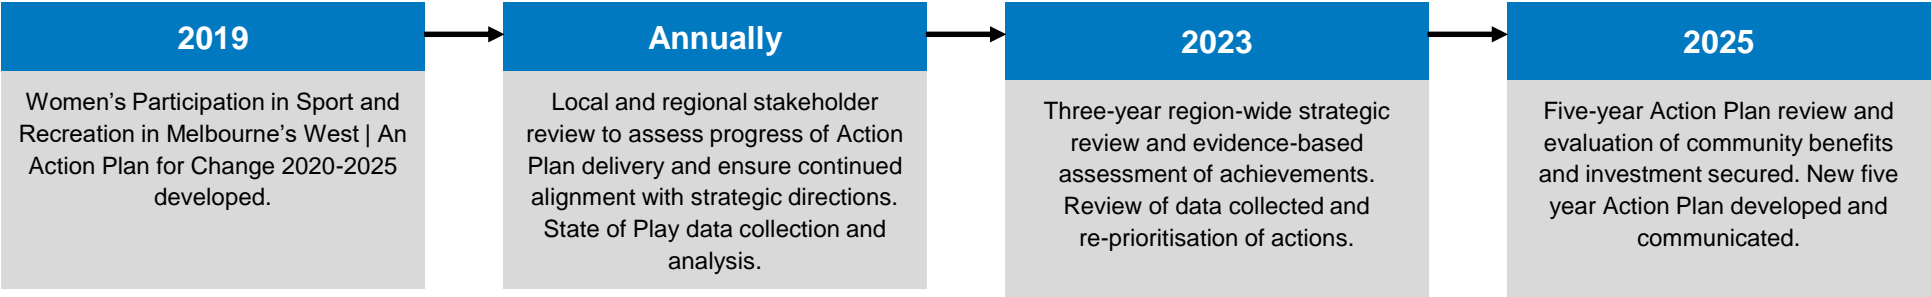 2019
Women’s Participation in Sport and
Recreation in Melbourne’s West | An
Action Plan for Change 2020-2025
developed.
Annually
Local and regional stakeholder
review to assess progress of Action
Plan delivery and ensure continued
alignment with strategic directions.
State of Play data collection and
analysis.
2023
Three-year region-wide strategic
review and evidence-based
assessment of achievements.
Review of data collected and
re-prioritisation of actions.
2025
Five-year Action Plan review and
evaluation of community benefits
and investment secured. New five
year Action Plan developed and
communicated.